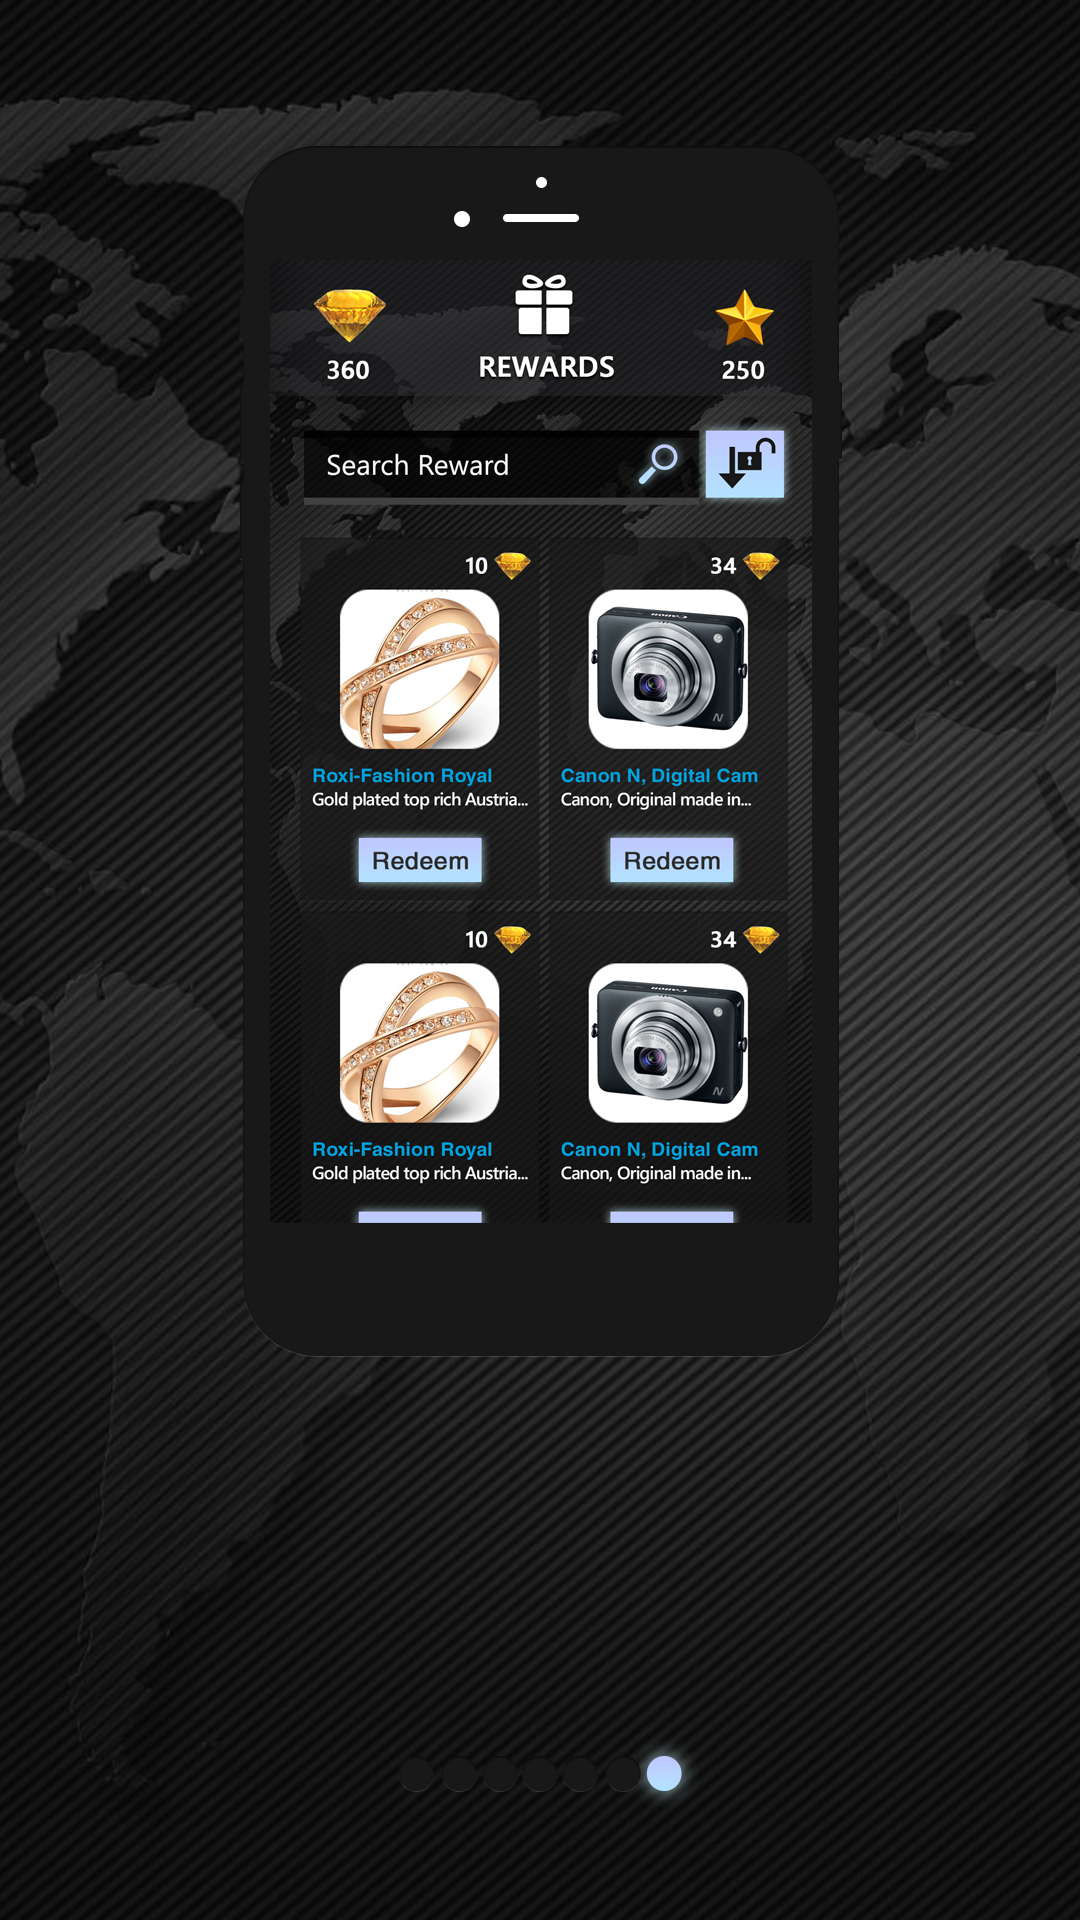 360
REWARDS
250
Search Reward
10
34
Canon
N
Roxi-Fashion Royal
Gold plated top rich Austria...
Canon N, Digital Cam
Canon, Original made in...
Redeem
Redeem
10
34
Canon
N
Roxi-Fashion Royal
Gold plated top rich Austria...
Canon N, Digital Cam
Canon, Original made in...